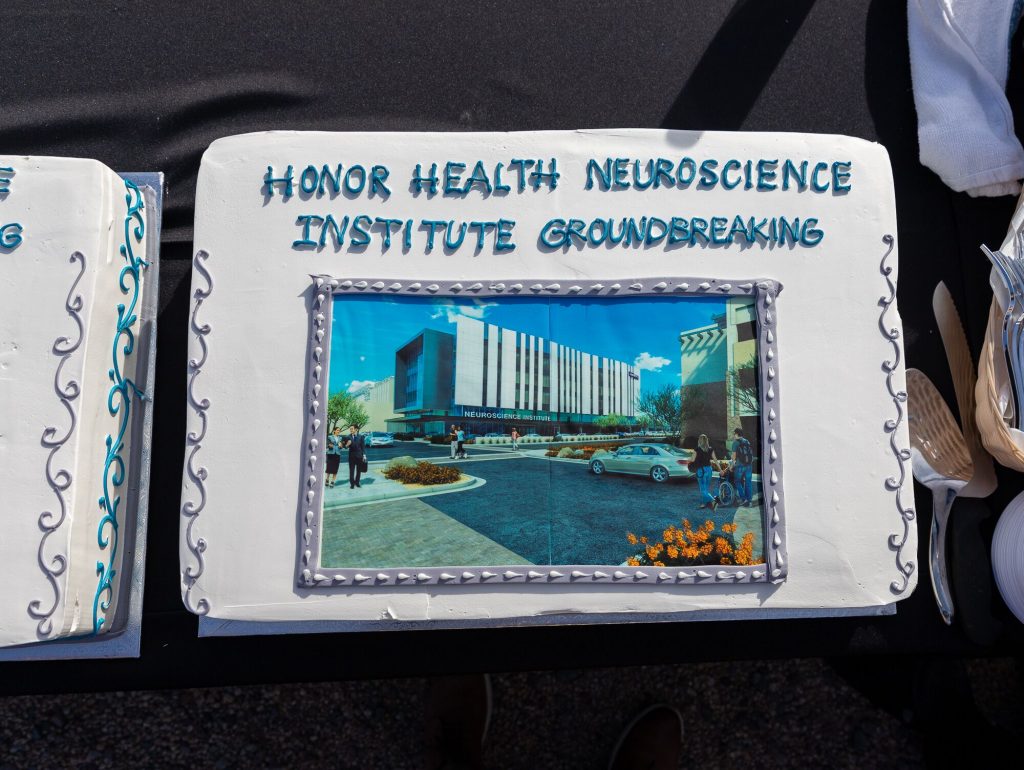 HONOR HEALTH NEUROSCIENCE
INSTITUTE GROUNDBREAKING
NEUROSCIENCE INSTITUTE
E
G